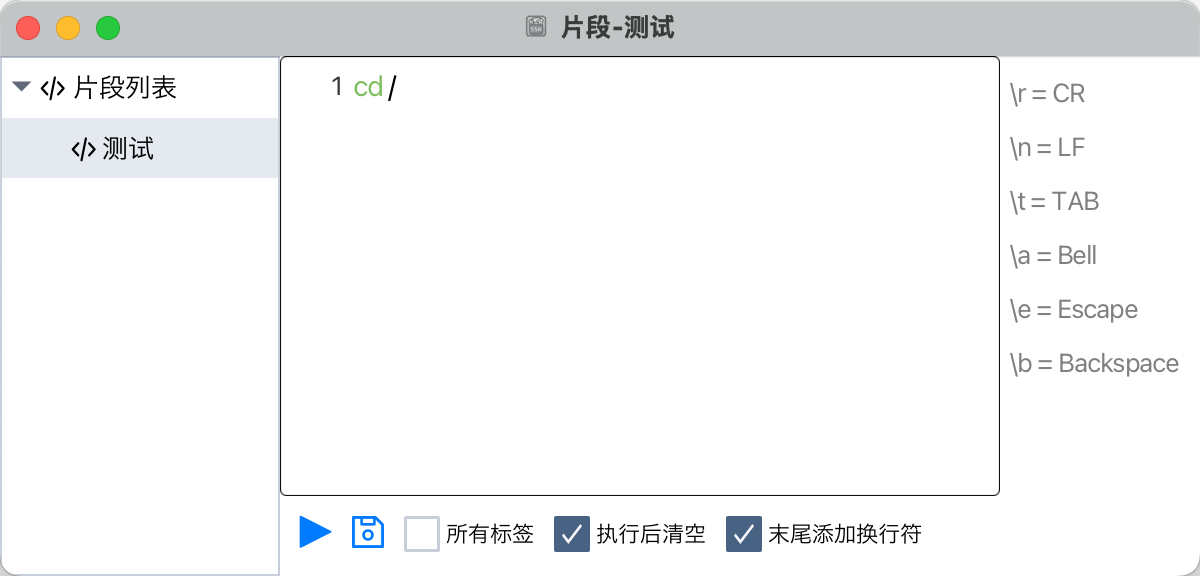 片段-测试
片段列表
测试
1 cd /
\r = CR
\n = LF
\t = TAB
\a = Bell
\e = Escape
\b = Backspace
所有标签 执行后清空 末尾添加换行符